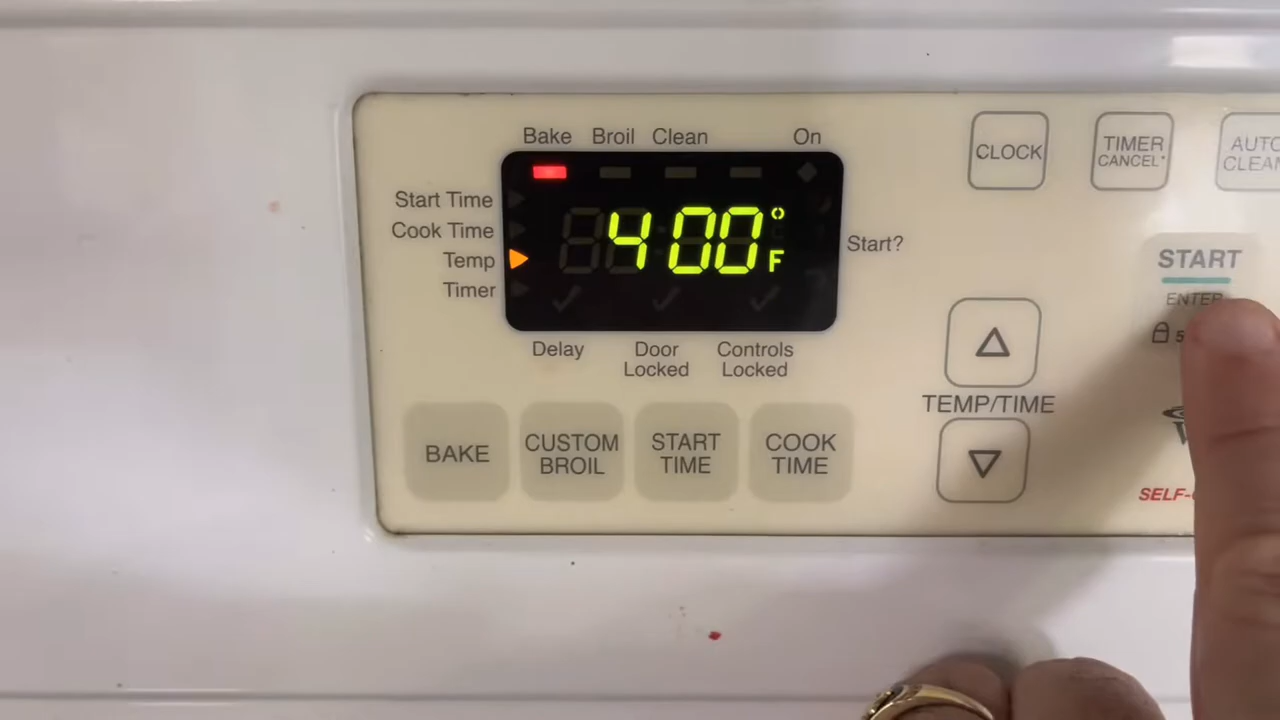 Bake Broil Clean On
Start Time
Cook Time
Temp
Timer
400°F
Start?
Delay
Door
Locked
Controls
Locked
BAKE
CUSTOM
BROIL
START
TIME
COOK
TIME
CLOCK
TIMER
CANCEL
TEMP/TIME
START
ENTER